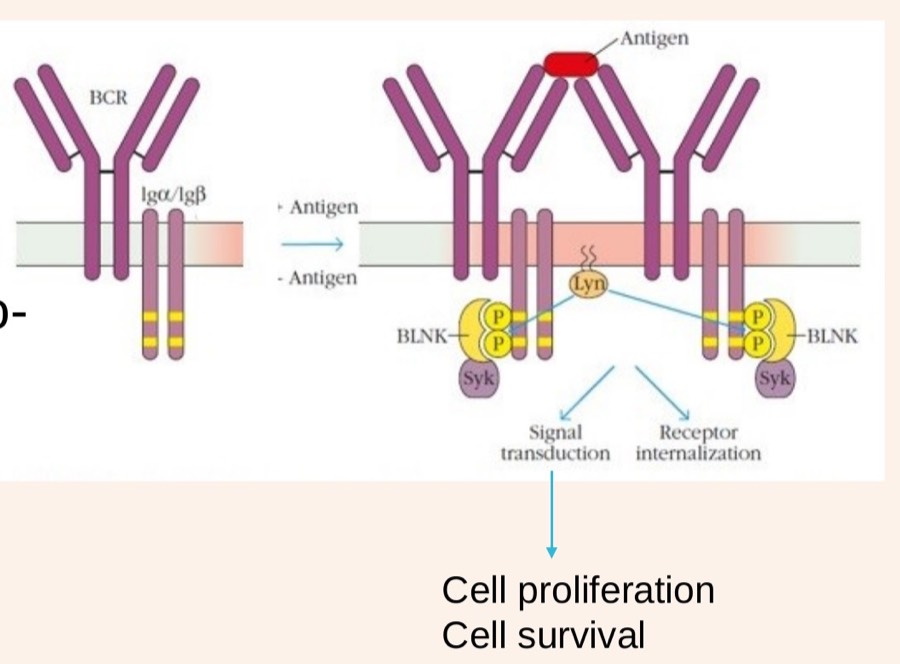 Antigen
BCR
Igα/Igβ
+ Antigen
- Antigen
o-
Lyn
P
P
BLNK
Syk
P
P
BLNK
Syk
Signal
transduction
Receptor
internalization
Cell proliferation
Cell survival